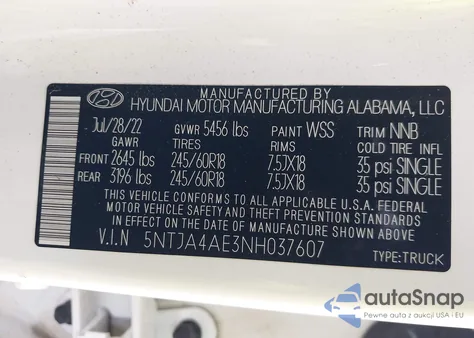 MANUFACTURED BY
HYUNDAI MOTOR MANUFACTURING ALABAMA, LLC
Jul/28/22 GVWR 5456 lbs PAINT WSS TRIM NNB
GAWR TIRES RIMS COLD TIRE INFL
FRONT 2645 lbs 245/60R18 7.5JX18 35 psi SINGLE
REAR 3196 lbs 245/60R18 7.5JX18 35 psi SINGLE
THIS VEHICLE CONFORMS TO ALL APPLICABLE U.S.A. FEDERAL
MOTOR VEHICLE SAFETY AND THEFT PREVENTION STANDARDS
IN EFFECT ON THE DATE OF MANUFACTURE SHOWN ABOVE.
V.I.N 5NTJA4AE3NH037607
TYPE:TRUCK
autoSnap
Pewne auta z aukcji USA i EU